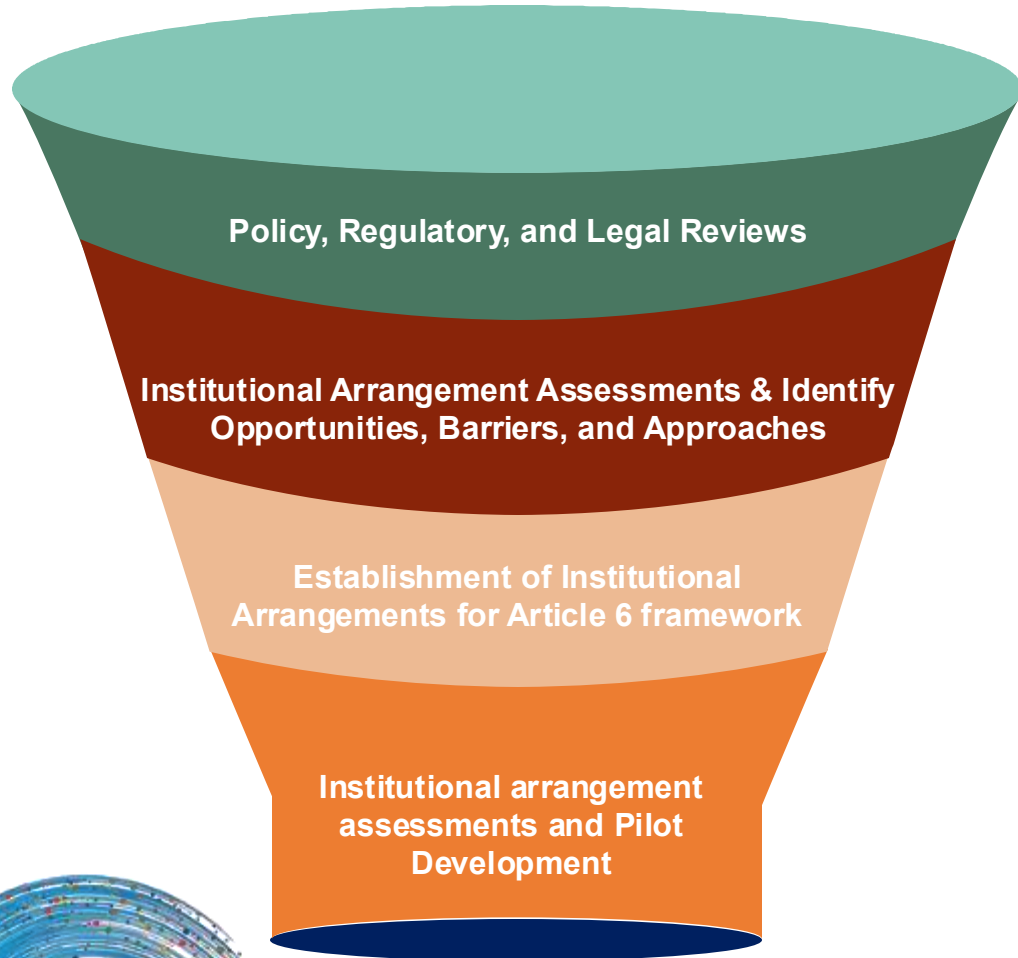 Policy, Regulatory, and Legal Reviews
Institutional Arrangement Assessments & Identify
Opportunities, Barriers, and Approaches
Establishment of Institutional
Arrangements for Article 6 framework
Institutional arrangement
assessments and Pilot
Development